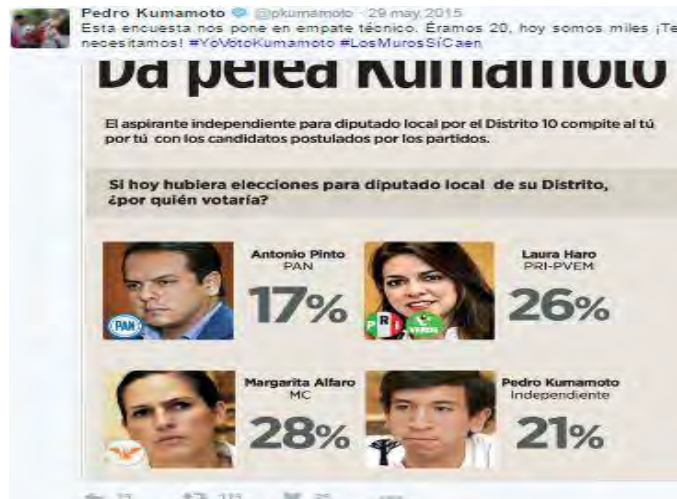 Pedro Kumamoto @pkumamoto · 29 may. 2015
Esta encuesta nos pone en empate técnico. Éramos 20, hoy somos miles ¡Te
necesitamos! #YoVotoKumamoto #LosMurosSíCaen
Da pelea Kumamoto
El aspirante independiente para diputado local por el Distrito 10 compite al tú
por tú con los candidatos postulados por los partidos.
Si hoy hubiera elecciones para diputado local de su Distrito,
¿por quién votaría?
Antonio Pinto
PAN
17%
PAN
Laura Haro
PRI-PVEM
26%
PRI
VERDE
Margarita Alfaro
MC
28%
Pedro Kumamoto
Independiente
21%